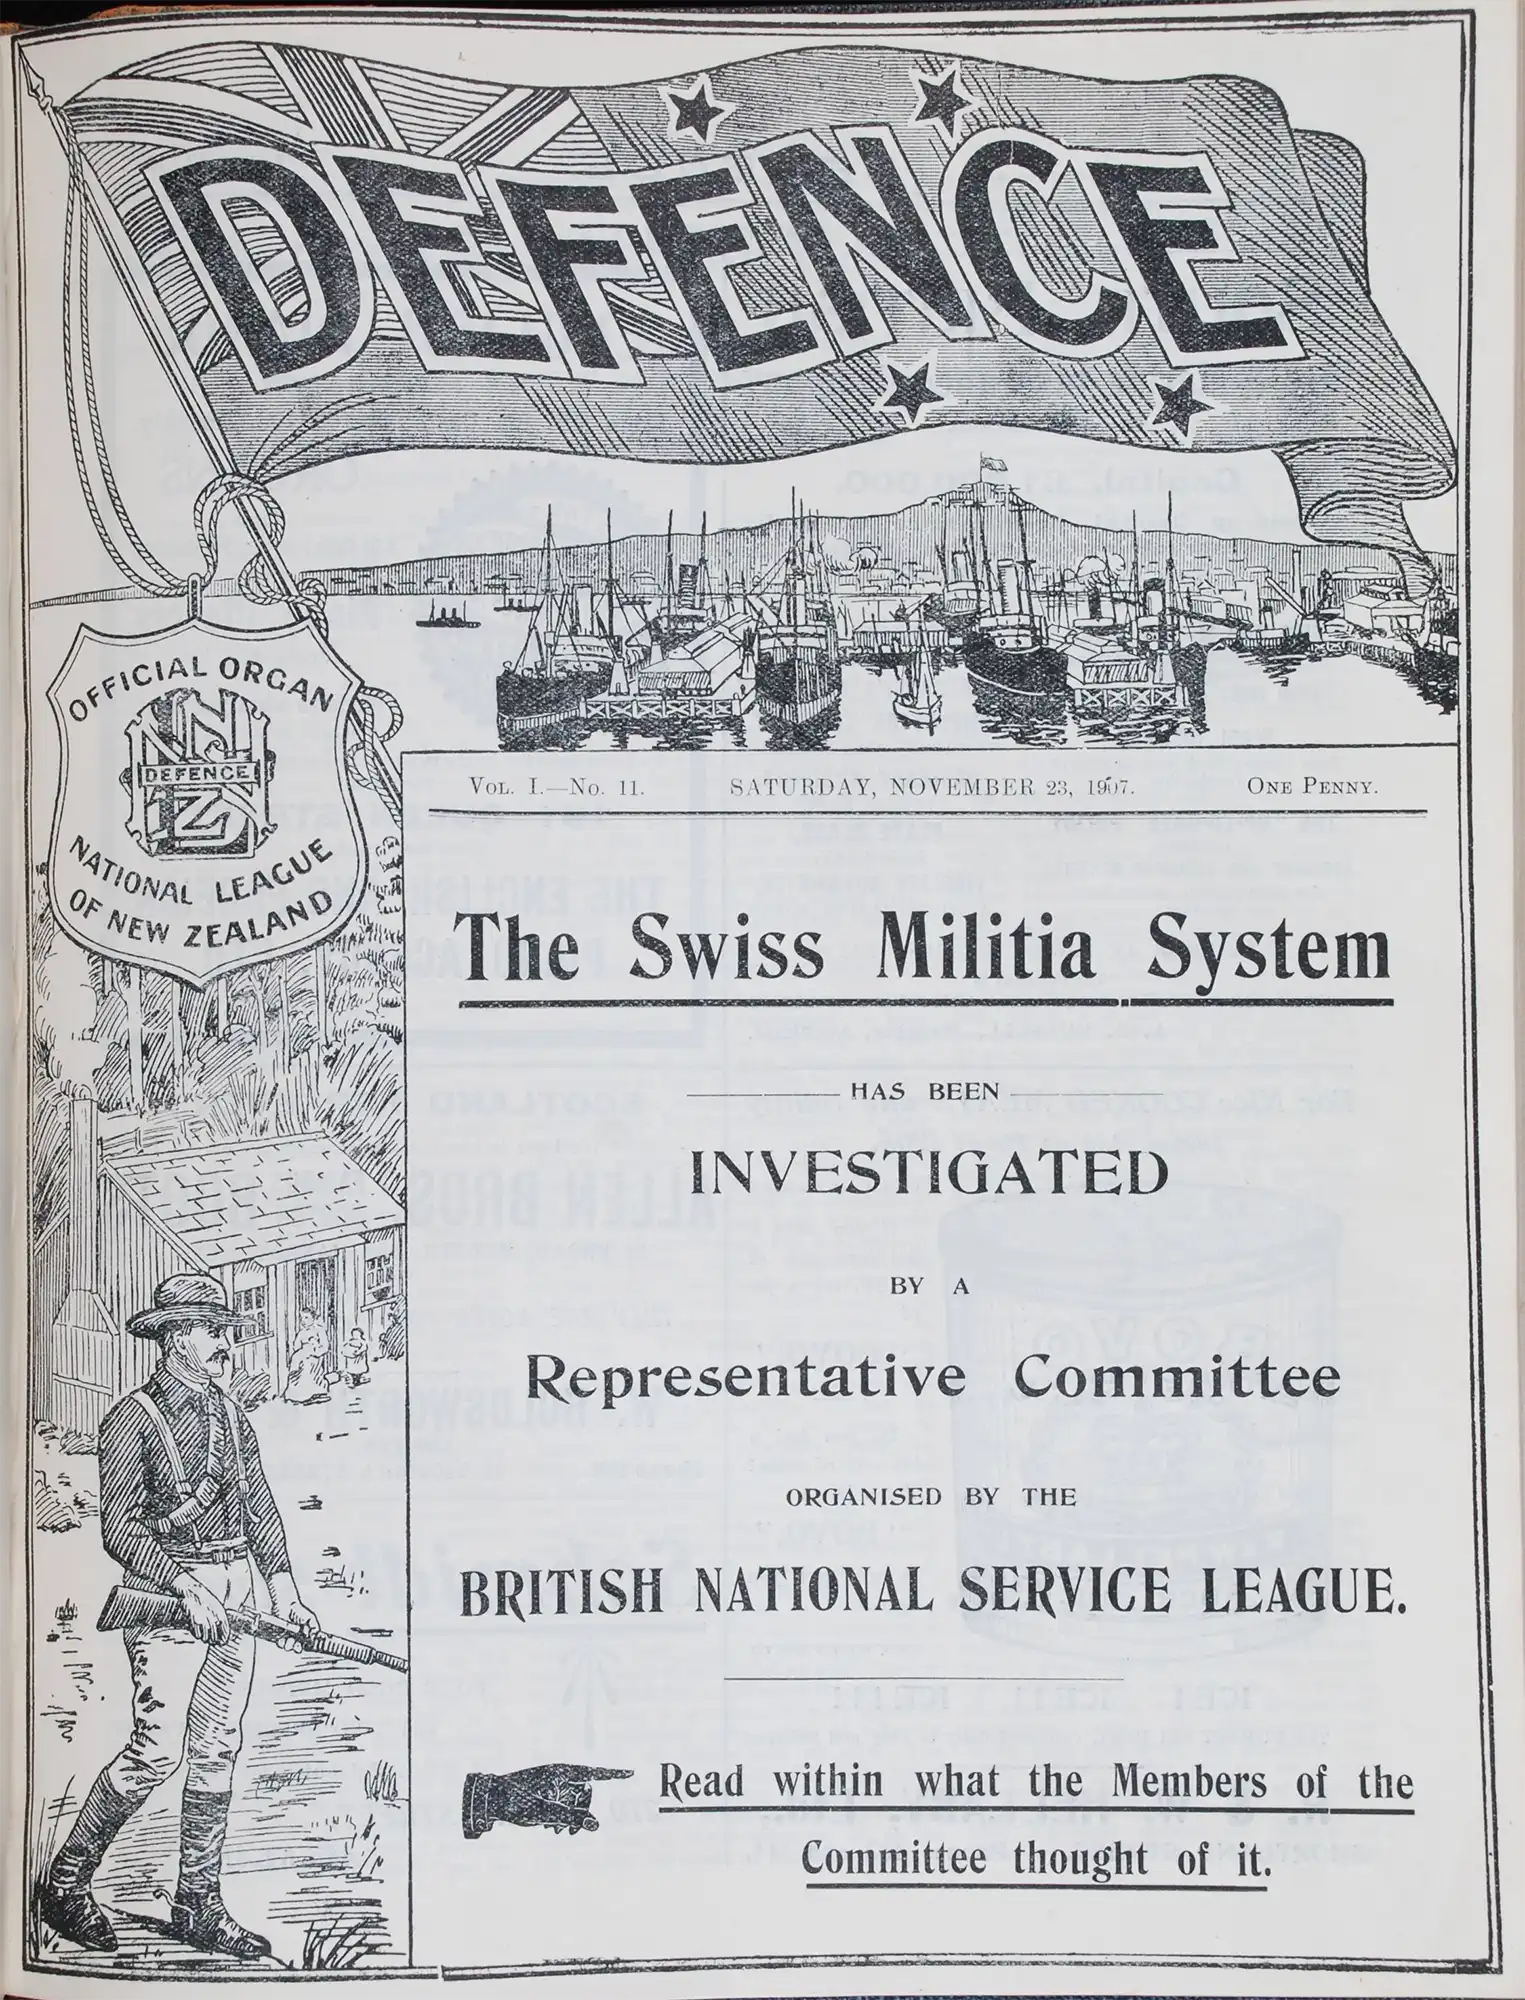 DEFENCE
OFFICIAL ORGAN
NNL
DEFENCE
Z
NATIONAL LEAGUE
OF NEW ZEALAND
VOL. I.—No. 11. SATURDAY, NOVEMBER 23, 1907. ONE PENNY.
The Swiss Militia System
HAS BEEN
INVESTIGATED
BY A
Representative Committee
ORGANISED BY THE
BRITISH NATIONAL SERVICE LEAGUE.
Read within what the Members of the
Committee thought of it.